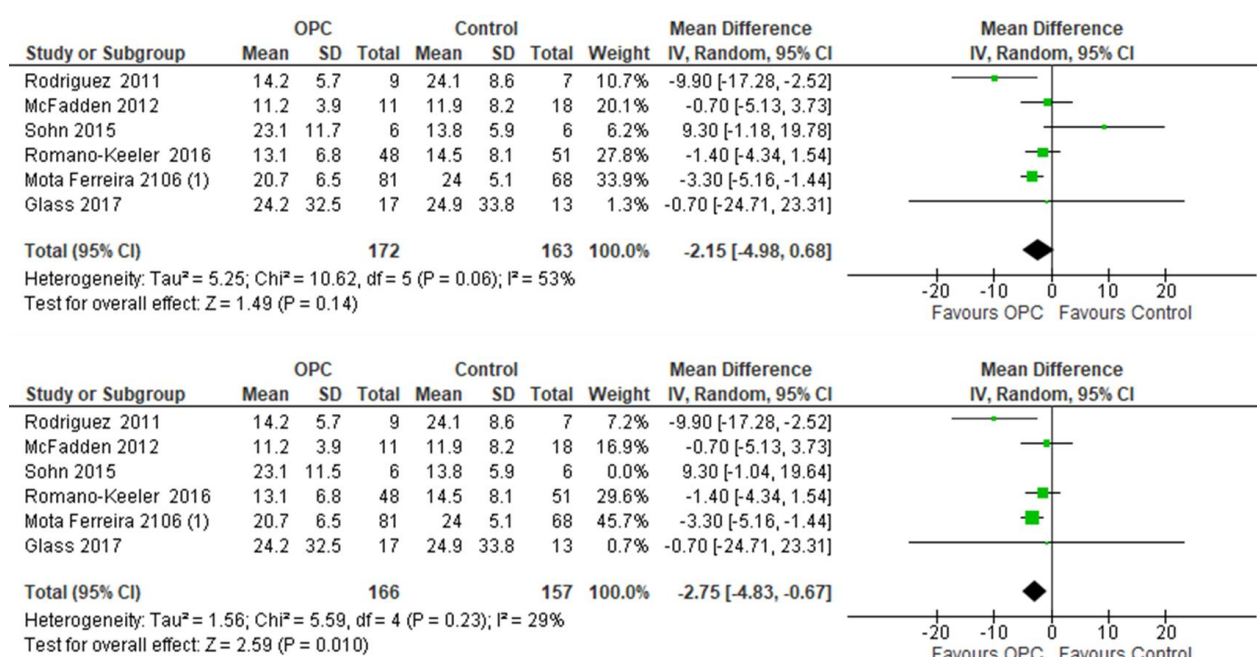 OPC Control Mean Difference Mean Difference
Study or Subgroup Mean SD Total Mean SD Total Weight IV, Random, 95% CI IV, Random, 95% CI
Rodriguez 2011 14.2 5.7 9 24.1 8.6 7 10.7% -9.90 [-17.28, -2.52]
McFadden 2012 11.2 3.9 11 11.9 8.2 18 20.1% -0.70 [-5.13, 3.73]
Sohn 2015 23.1 11.7 6 13.8 5.9 6 6.2% 9.30 [-1.18, 19.78]
Romano-Keeler 2016 13.1 6.8 48 14.5 8.1 51 27.8% -1.40 [-4.34, 1.54]
Mota Ferreira 2106 (1) 20.7 6.5 81 24 5.1 68 33.9% -3.30 [-5.16, -1.44]
Glass 2017 24.2 32.5 17 24.9 33.8 13 1.3% -0.70 [-24.71, 23.31]
Total (95% CI) 172 163 100.0% -2.15 [-4.98, 0.68]
Heterogeneity: Tau² = 5.25; Chi² = 10.62, df = 5 (P = 0.06); I² = 53%
Test for overall effect: Z = 1.49 (P = 0.14)
-20 -10 0 10 20
Favours OPC Favours Control
OPC Control Mean Difference Mean Difference
Study or Subgroup Mean SD Total Mean SD Total Weight IV, Random, 95% CI IV, Random, 95% CI
Rodriguez 2011 14.2 5.7 9 24.1 8.6 7 7.2% -9.90 [-17.28, -2.52]
McFadden 2012 11.2 3.9 11 11.9 8.2 18 16.9% -0.70 [-5.13, 3.73]
Sohn 2015 23.1 11.5 6 13.8 5.9 6 0.0% 9.30 [-1.04, 19.64]
Romano-Keeler 2016 13.1 6.8 48 14.5 8.1 51 29.6% -1.40 [-4.34, 1.54]
Mota Ferreira 2106 (1) 20.7 6.5 81 24 5.1 68 45.7% -3.30 [-5.16, -1.44]
Glass 2017 24.2 32.5 17 24.9 33.8 13 0.7% -0.70 [-24.71, 23.31]
Total (95% CI) 166 157 100.0% -2.75 [-4.83, -0.67]
Heterogeneity: Tau² = 1.56; Chi² = 5.59, df = 4 (P = 0.23); I² = 29%
Test for overall effect: Z = 2.59 (P = 0.010)
-20 -10 0 10 20
Favours OPC Favours Control